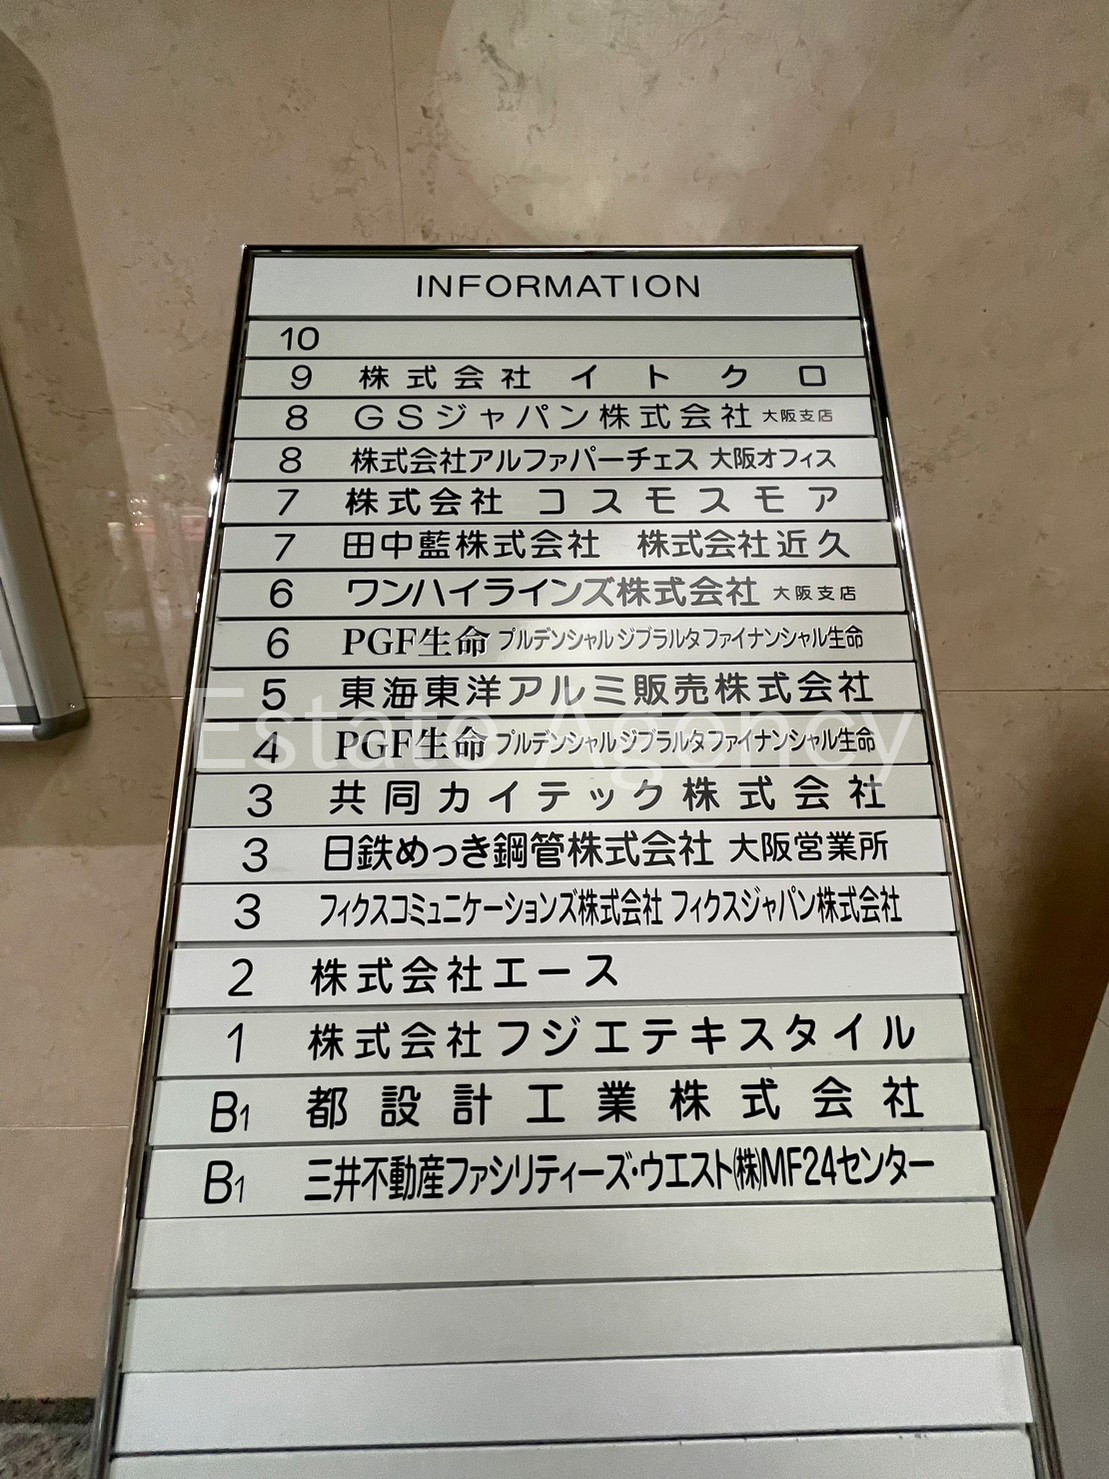 INFORMATION
10
9 株式会社イトクロ
8 GSジャパン株式会社 大阪支店
8 株式会社アルファパーチェス 大阪オフィス
7 株式会社 コスモスモア
7 田中藍株式会社 株式会社近久
6 ワンハイラインズ株式会社 大阪支店
6 PGF生命 プルデンシャル ジブラルタ ファイナンシャル生命
5 東海東洋アルミ販売株式会社
Estate Agency
4 PGF生命 プルデンシャル ジブラルタ ファイナンシャル生命
3 共同カイテック株式会社
3 日鉄めっき鋼管株式会社 大阪営業所
3 フィクスコミュニケーションズ株式会社 フィクスジャパン株式会社
2 株式会社エース
1 株式会社フジエテキスタイル
B1 都設計工業株式会社
B1 三井不動産ファシリティーズ・ウエスト(株)MF24センター